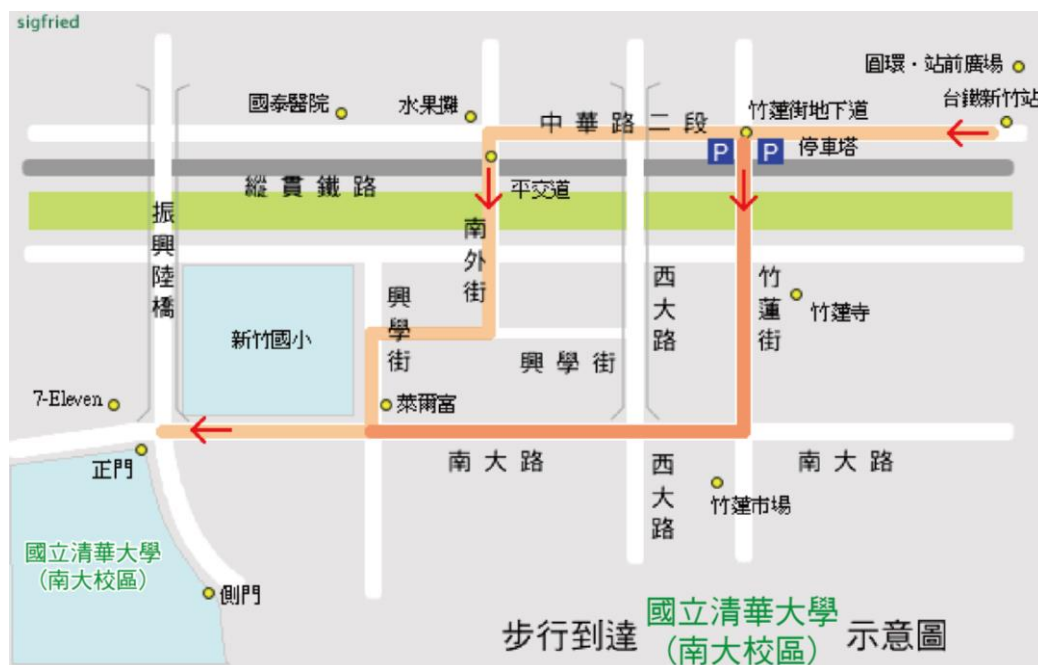 sigfried
圓環・站前廣場
國泰醫院
水果攤
台鐵新竹站
竹蓮街地下道
中華路二段
P
P
停車塔
縱貫鐵路
平交道
振興陸橋
南外街
西大路
竹蓮街
興學街
竹蓮寺
新竹國小
興學街
7-Eleven
萊爾富
正門
南大路
西大路
南大路
竹蓮市場
國立清華大學
（南大校區）
側門
步行到達
國立清華大學
（南大校區）
示意圖